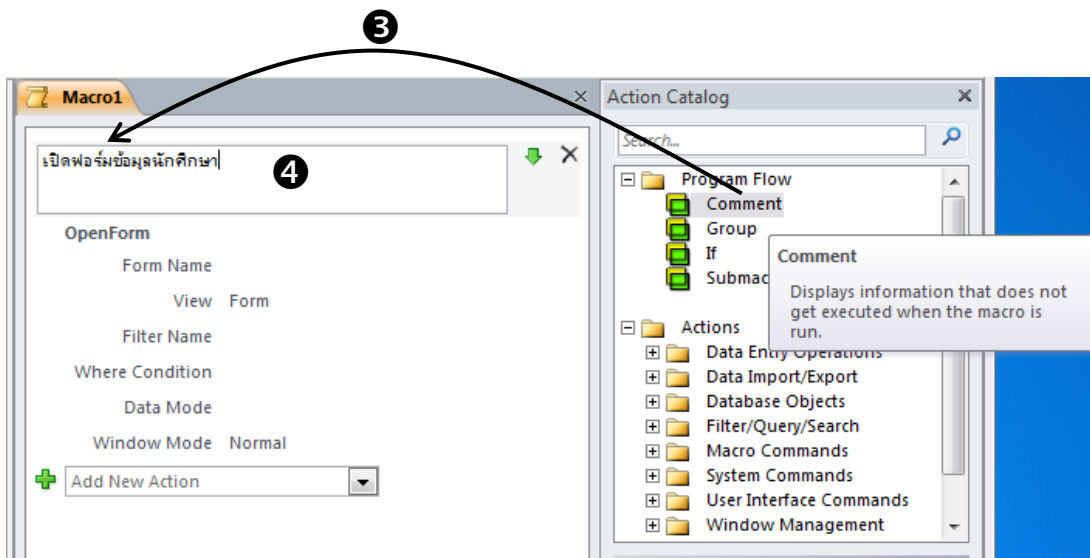 ❸
Macro1
เปิดฟอร์มข้อมูลนักศึกษา
❹
OpenForm
Form Name
View Form
Filter Name
Where Condition
Data Mode
Window Mode Normal
Add New Action
Action Catalog
Search...
Program Flow
Comment
Group
If
Submac
Comment
Displays information that does not
get executed when the macro is
run.
Actions
Data Entry Operations
Data Import/Export
Database Objects
Filter/Query/Search
Macro Commands
System Commands
User Interface Commands
Window Management